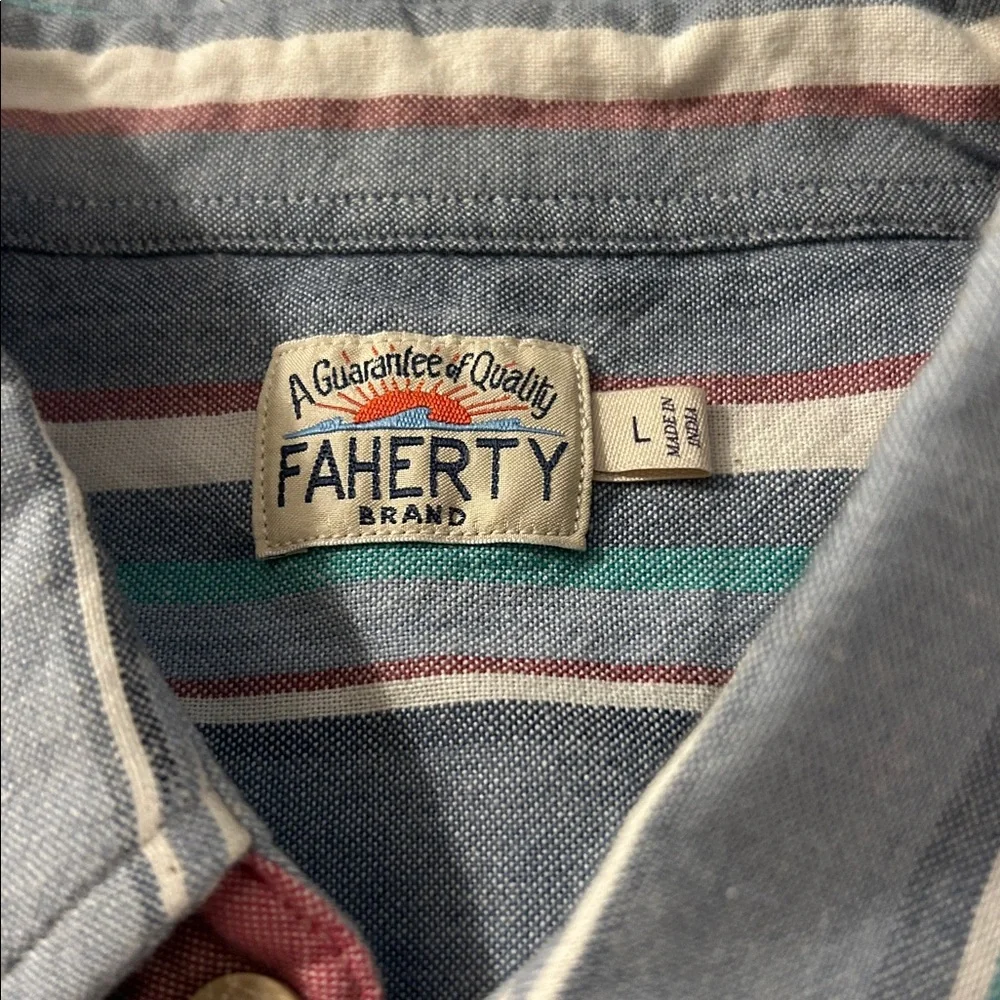 A Guarantee of Quality
FAHERTY
BRAND
L
MADE IN
INDIA